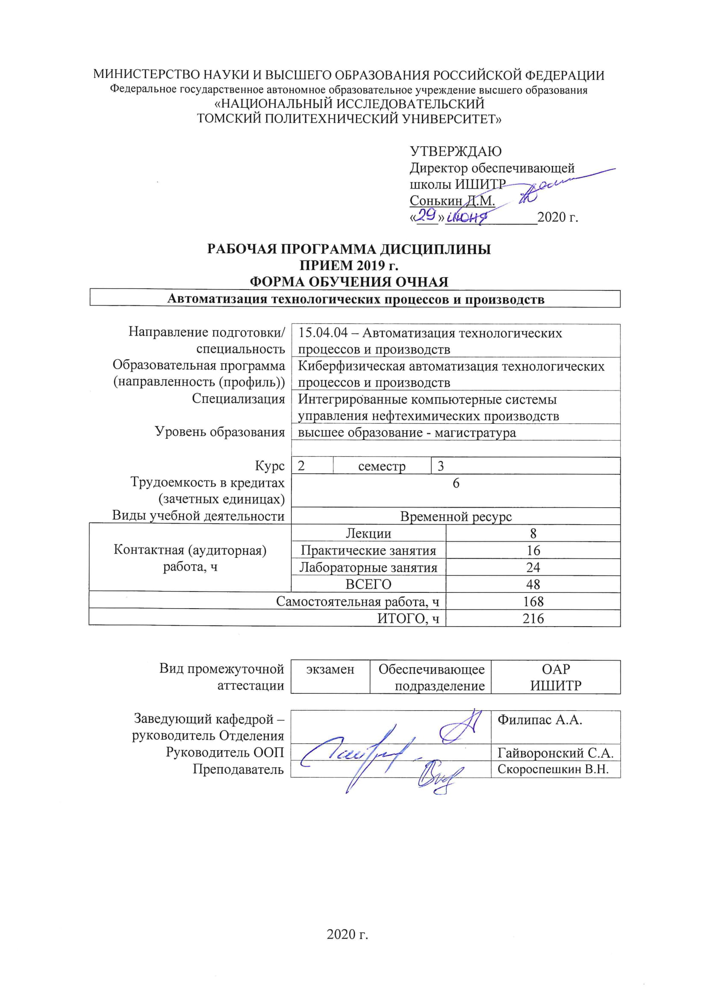 МИНИСТЕРСТВО НАУКИ И ВЫСШЕГО ОБРАЗОВАНИЯ РОССИЙСКОЙ ФЕДЕРАЦИИ
Федеральное государственное автономное образовательное учреждение высшего образования
«НАЦИОНАЛЬНЫЙ ИССЛЕДОВАТЕЛЬСКИЙ
ТОМСКИЙ ПОЛИТЕХНИЧЕСКИЙ УНИВЕРСИТЕТ»
УТВЕРЖДАЮ
Директор обеспечивающей
школы ИШИТР
Сонькин Д.М.
«29» июня 2020 г.
РАБОЧАЯ ПРОГРАММА ДИСЦИПЛИНЫ
ПРИЕМ 2019 г.
ФОРМА ОБУЧЕНИЯ ОЧНАЯ
Автоматизация технологических процессов и производств
Направление подготовки/ 15.04.04 – Автоматизация технологических
специальность процессов и производств
Образовательная программа Киберфизическая автоматизация технологических
(направленность (профиль)) процессов и производств
Специализация Интегрированные компьютерные системы
управления нефтехимических производств
Уровень образования высшее образование - магистратура
Курс 2 семестр 3
Трудоемкость в кредитах 6
(зачетных единицах)
Виды учебной деятельности Временной ресурс
Лекции 8
Контактная (аудиторная) Практические занятия 16
работа, ч Лабораторные занятия 24
ВСЕГО 48
Самостоятельная работа, ч 168
ИТОГО, ч 216
Вид промежуточной экзамен Обеспечивающее ОАР
аттестации подразделение ИШИТР
Заведующий кафедрой – Филипас А.А.
руководитель Отделения
Руководитель ООП Гайворонский С.А.
Преподаватель Скороспешкин В.Н.
2020 г.